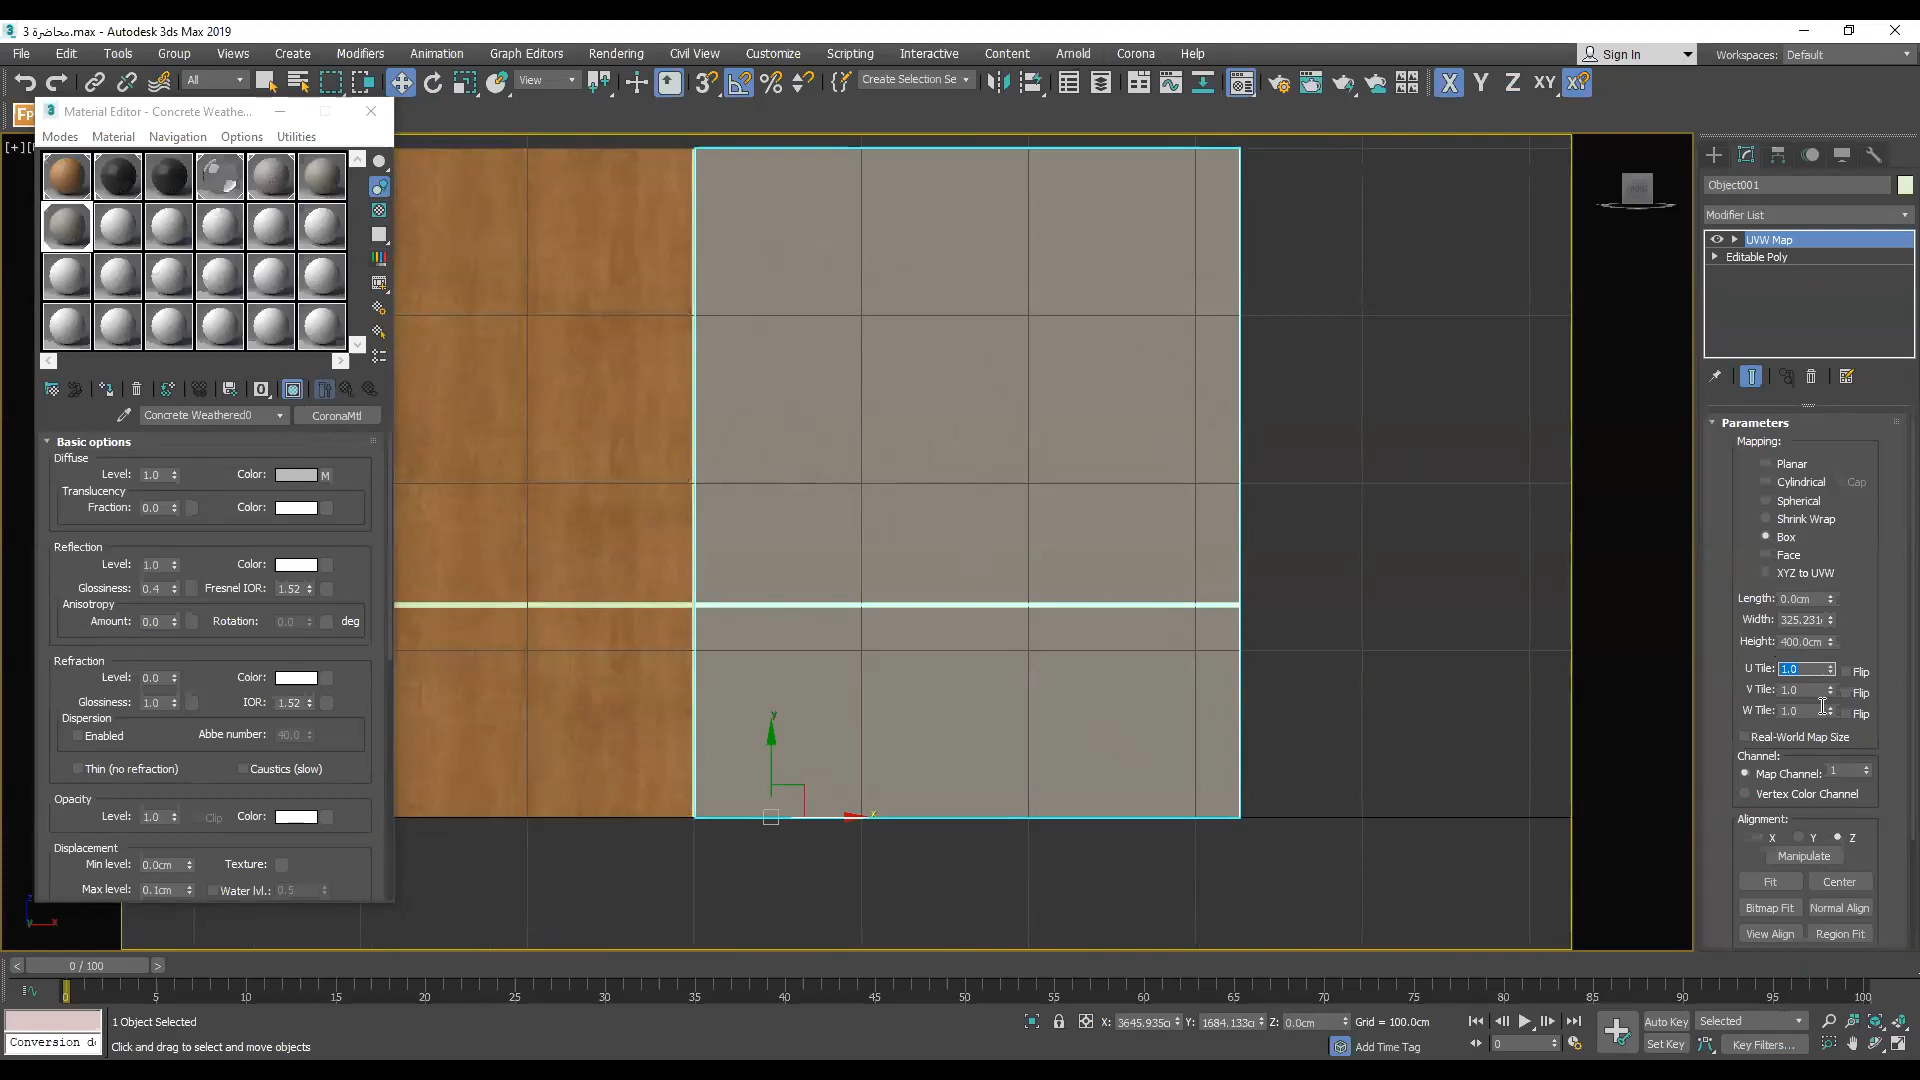 محاضرة 3.max - Autodesk 3ds Max 2019
File Edit Tools Group Views Create Modifiers Animation Graph Editors Rendering Civil View Customize Scripting Interactive Content Arnold Corona Help
Sign In
Workspaces: Default
All
View
Create Selection Se
X Y Z XY
Material Editor - Concrete Weathe...
Modes Material Navigation Options Utilities
[+]
Concrete Weathered0
CoronaMtl
Basic options
Diffuse
Level: 1.0 Color: M
Translucency
Fraction: 0.0 Color:
Reflection
Level: 1.0 Color:
Glossiness: 0.4 Fresnel IOR: 1.52
Anisotropy
Amount: 0.0 Rotation: 0.0 deg
Refraction
Level: 0.0 Color:
Glossiness: 1.0 IOR: 1.52
Dispersion
Enabled Abbe number: 40.0
Thin (no refraction) Caustics (slow)
Opacity
Level: 1.0 Clip Color:
Displacement
Min level: 0.0cm Texture:
Max level: 0.1cm Water lvl.: 0.5
y
x
FRONT
Object001
Modifier List
UVW Map
Editable Poly
Parameters
Mapping:
Planar
Cylindrical Cap
Spherical
Shrink Wrap
Box
Face
XYZ to UVW
Length: 0.0cm
Width: 325.231
Height: 400.0cm
U Tile: 1.0 Flip
V Tile: 1.0 Flip
W Tile: 1.0 Flip
Real-World Map Size
Channel:
Map Channel: 1
Vertex Color Channel
Alignment:
X Y Z
Manipulate
Fit Center
Bitmap Fit Normal Align
View Align Region Fit
< 0 / 100 >
0 5 10 15 20 25 30 35 40 45 50 55 60 65 70 75 80 85 90 95 100
1 Object Selected
X: 3645.935c Y: 1684.133c Z: 0.0cm Grid = 100.0cm
Auto Key Selected
Conversion d
Click and drag to select and move objects
Add Time Tag
0
Set Key Key Filters...